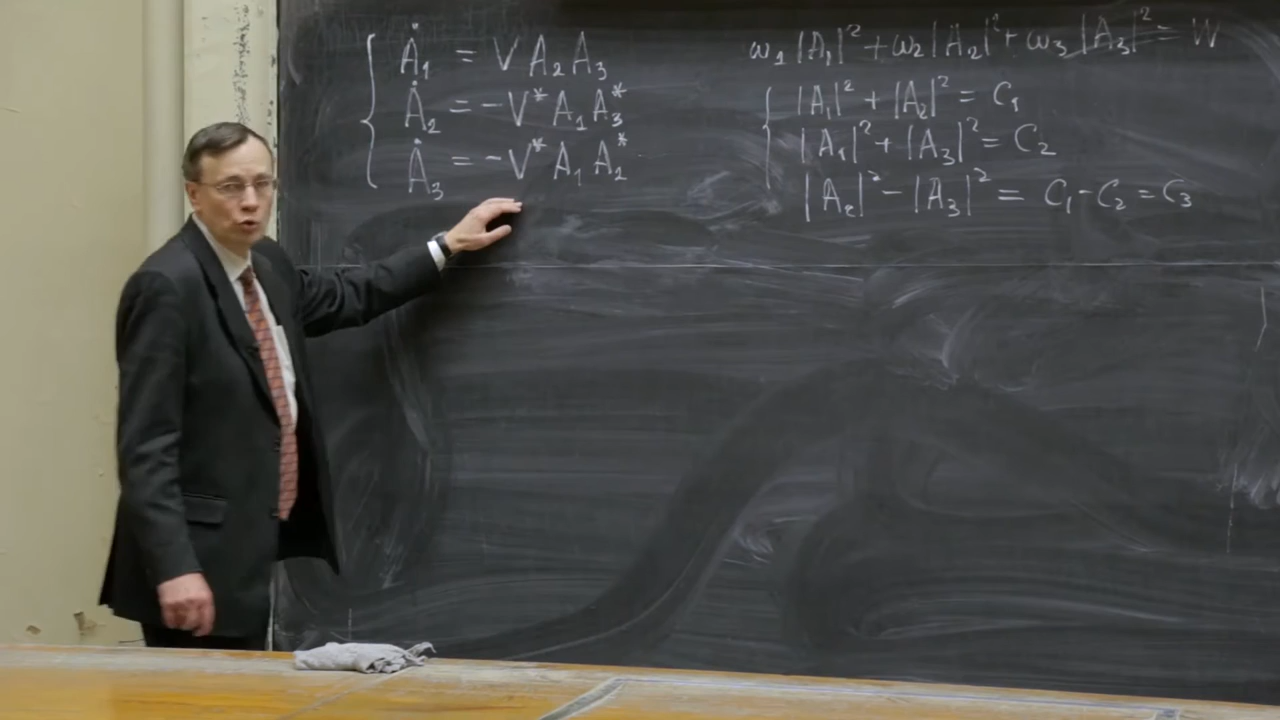 Ȧ₁ = V A₂ A₃
Ȧ₂ = -V* A₁ A₃*
Ȧ₃ = -V* A₁ A₂*
ω₁ |A₁|² + ω₂ |A₂|² + ω₃ |A₃|² = W
|A₁|² + |A₂|² = C₁
|A₁|² + |A₃|² = C₂
|A₂|² - |A₃|² = C₁ - C₂ = C₃